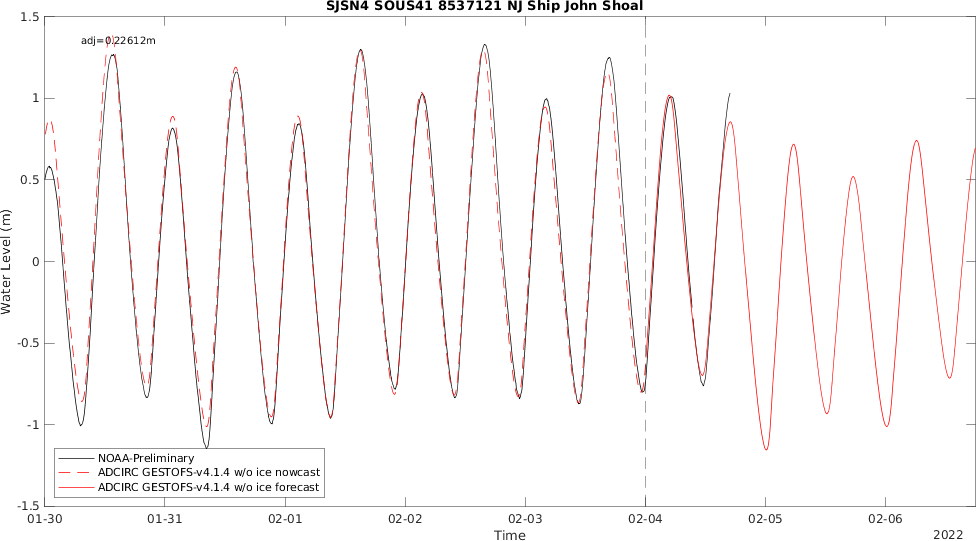 SJSN4 SOUS41 8537121 NJ Ship John Shoal
1.5
adj=0.22612m
1
0.5
0
-0.5
-1
-1.5
Water Level (m)
NOAA-Preliminary
ADCIRC GESTOFS-v4.1.4 w/o ice nowcast
ADCIRC GESTOFS-v4.1.4 w/o ice forecast
01-30 01-31 02-01 02-02 02-03 02-04 02-05 02-06
Time
2022